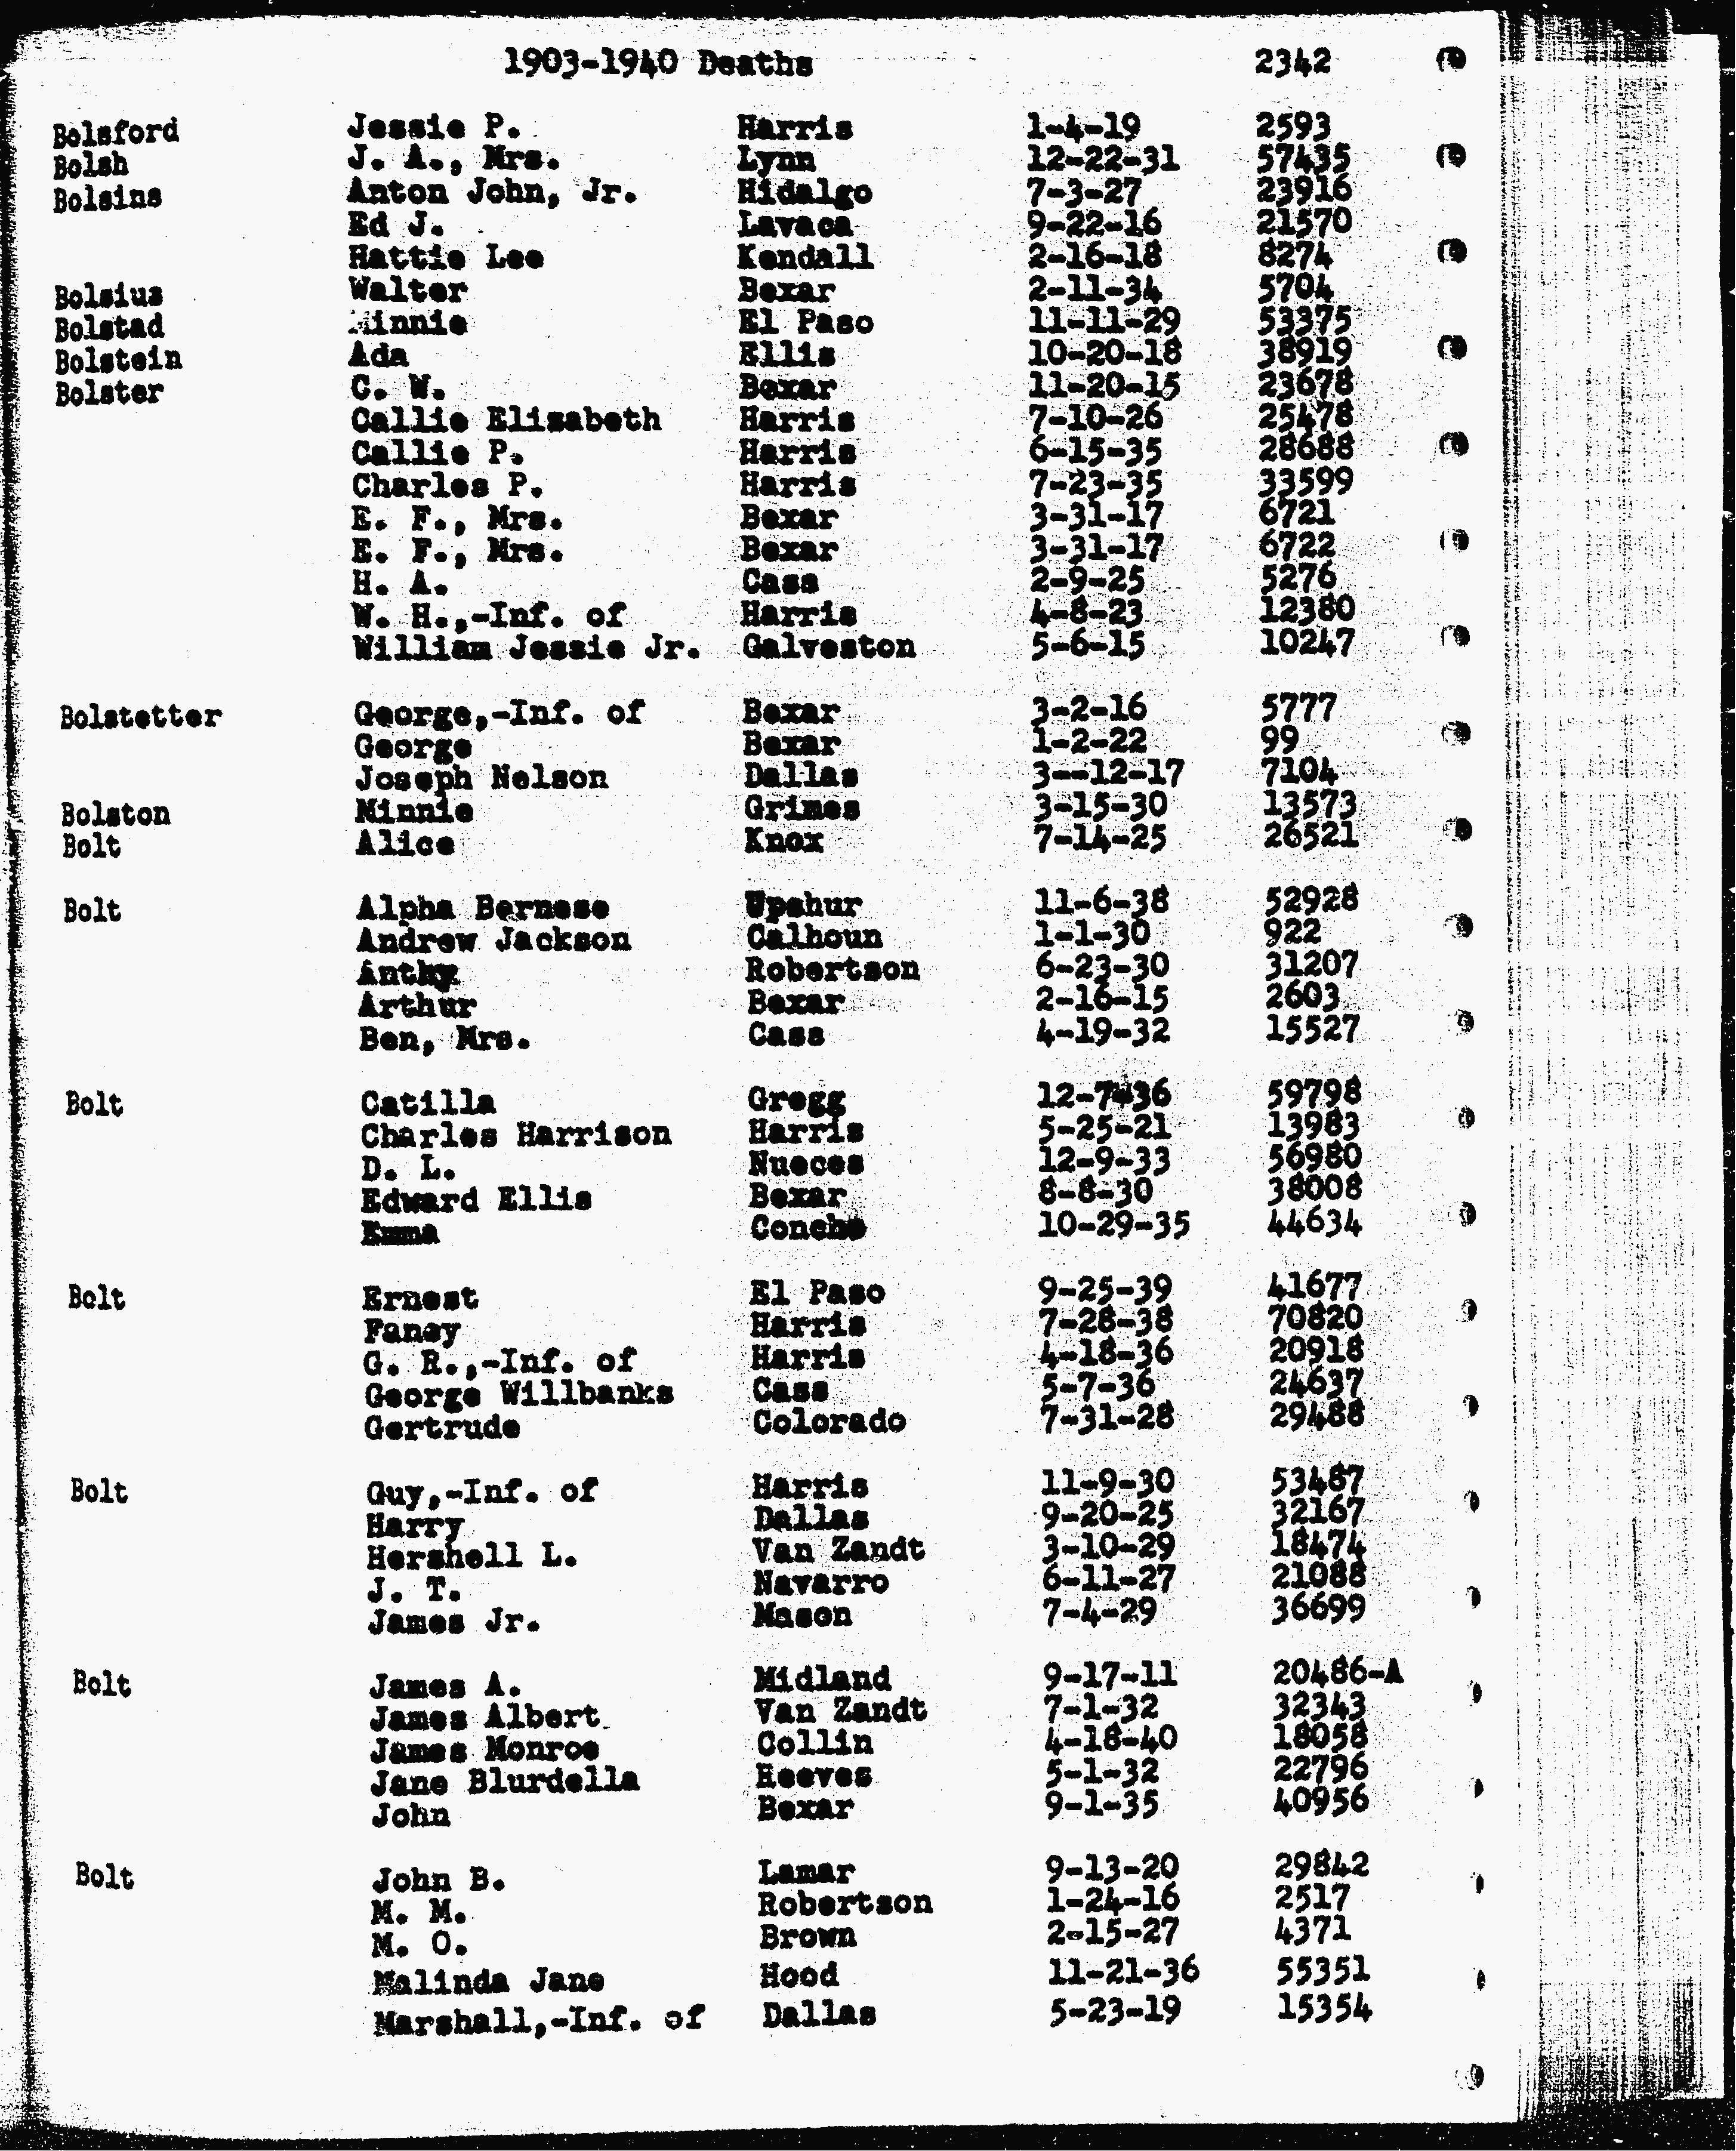 1903-1940 Deaths 2342
Bolsford Jessie P. Harris 1-4-19 2593
Bolsh J. A., Mrs. Lynn 12-22-31 57435
Bolsins Anton John, Jr. Hidalgo 7-3-27 23916
Ed J. Lavaca 9-22-16 21570
Hattie Lee Kendall 2-16-18 8274
Bolsius Walter Bexar 2-11-34 5704
Bolstad Minnie El Paso 11-11-29 53375
Bolstein Ada Ellis 10-20-18 38919
Bolster C. W. Bexar 11-20-15 23678
Callie Elizabeth Harris 7-10-26 25478
Callie P. Harris 6-15-35 28688
Charles P. Harris 7-23-35 33599
E. F., Mrs. Bexar 3-31-17 6721
E. F., Mrs. Bexar 3-31-17 6722
H. A. Cass 2-9-25 5276
W. H.,-Inf. of Harris 4-8-23 12380
William Jessie Jr. Galveston 5-6-15 10247
Bolstetter George,-Inf. of Bexar 3-2-16 5777
George Bexar 1-2-22 99
Joseph Nelson Dallas 3--12-17 7104
Bolston Minnie Grimes 3-15-30 13573
Bolt Alice Knox 7-14-25 26521
Bolt Alpha Bernese Upshur 11-6-38 52928
Andrew Jackson Calhoun 1-1-30 922
Anthy Robertson 6-23-30 31207
Arthur Bexar 2-16-15 2603
Ben, Mrs. Cass 4-19-32 15527
Bolt Catilla Gregg 12-7-36 59798
Charles Harrison Harris 5-25-21 13983
D. L. Nueces 12-9-33 56980
Edward Ellis Bexar 8-8-30 38008
Emma Concho 10-29-35 44634
Bolt Ernest El Paso 9-25-39 41677
Faney Harris 7-28-38 70820
G. R.,-Inf. of Harris 4-18-36 20918
George Willbanks Cass 5-7-36 24637
Gertrude Colorado 7-31-28 29488
Bolt Guy,-Inf. of Harris 11-9-30 53487
Harry Dallas 9-20-25 32167
Hershell L. Van Zandt 3-10-29 18474
J. T. Navarro 6-11-27 21088
James Jr. Mason 7-4-29 36699
Bolt James A. Midland 9-17-11 20486-A
James Albert Van Zandt 7-1-32 32343
James Monroe Collin 4-18-40 18058
Jane Blurdella Reeves 5-1-32 22796
John Bexar 9-1-35 40956
Bolt John B. Lamar 9-13-20 29842
M. M. Robertson 1-24-16 2517
M. O. Brown 2-15-27 4371
Malinda Jane Hood 11-21-36 55351
Marshall,-Inf. of Dallas 5-23-19 15354